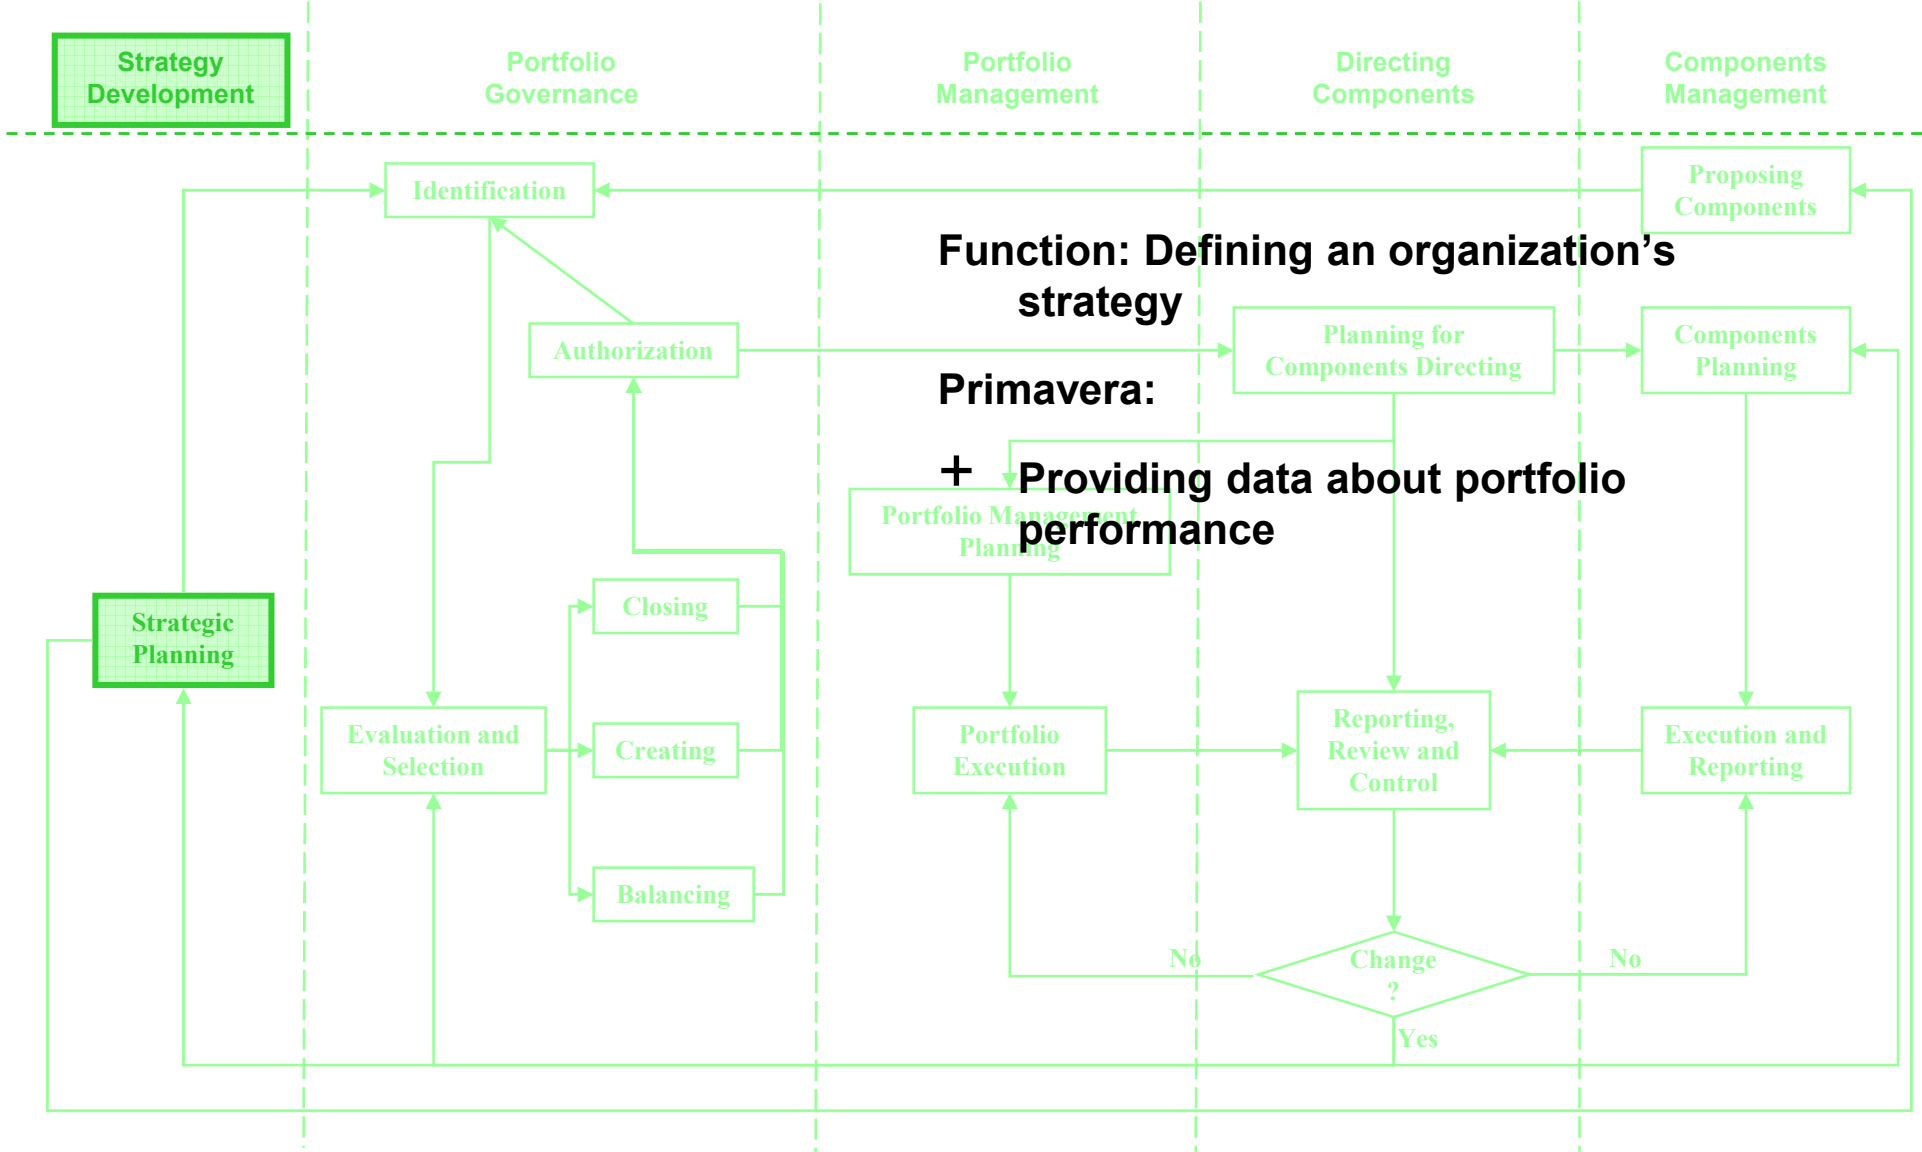 Strategy
Development
Portfolio
Governance
Portfolio
Management
Directing
Components
Components
Management
Identification
Proposing
Components
Function: Defining an organization’s
strategy
Authorization
Planning for
Components Directing
Components
Planning
Primavera:
+ Providing data about portfolio
performance
Portfolio Management
Planning
Closing
Strategic
Planning
Evaluation and
Selection
Creating
Portfolio
Execution
Reporting,
Review and
Control
Execution and
Reporting
Balancing
No
Change
?
No
Yes